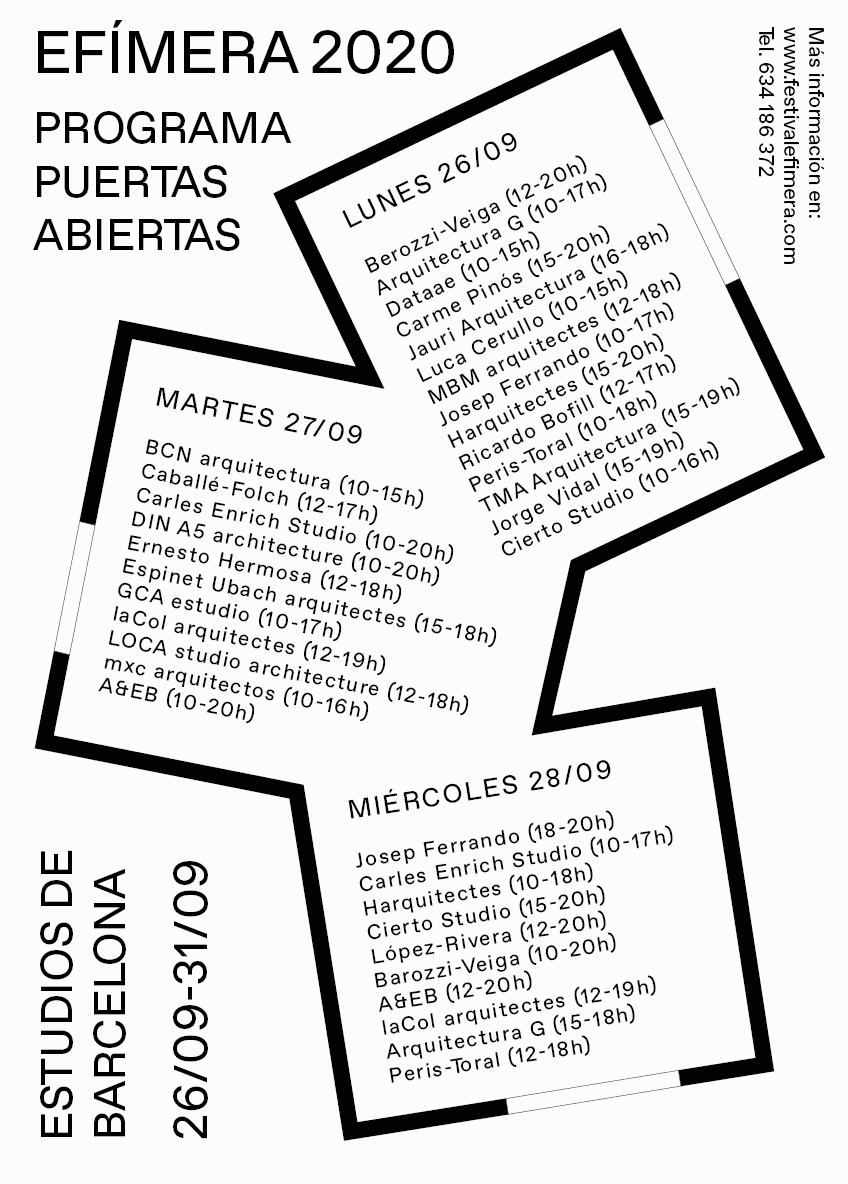 EFÍMERA 2020
PROGRAMA
PUERTAS
ABIERTAS
Más información en:
www.festivalefimera.com
Tel. 634 186 372
LUNES 26/09
Berozzi-Veiga (12-20h)
Arquitectura G (10-17h)
Dataae (10-15h)
Carme Pinós (15-20h)
Jauri Arquitectura (16-18h)
Luca Cerullo (10-15h)
MBM arquitectes (12-18h)
Josep Ferrando (10-17h)
Harquitectes (15-20h)
Ricardo Bofill (12-17h)
Peris-Toral (10-18h)
TMA Arquitectura (15-19h)
Jorge Vidal (15-19h)
Cierto Studio (10-16h)
MARTES 27/09
BCN arquitectura (10-15h)
Caballé-Folch (12-17h)
Carles Enrich Studio (10-20h)
DIN A5 architecture (10-20h)
Ernesto Hermosa (12-18h)
Espinet Ubach arquitectes (15-18h)
GCA estudio (10-17h)
laCol arquitectes (12-19h)
LOCA studio architecture (12-18h)
mxc arquitectos (10-16h)
A&EB (10-20h)
MIÉRCOLES 28/09
Josep Ferrando (18-20h)
Carles Enrich Studio (10-17h)
Harquitectes (10-18h)
Cierto Studio (15-20h)
López-Rivera (12-20h)
Barozzi-Veiga (10-20h)
A&EB (12-20h)
laCol arquitectes (12-19h)
Arquitectura G (15-18h)
Peris-Toral (12-18h)
ESTUDIOS DE
BARCELONA
26/09-31/09